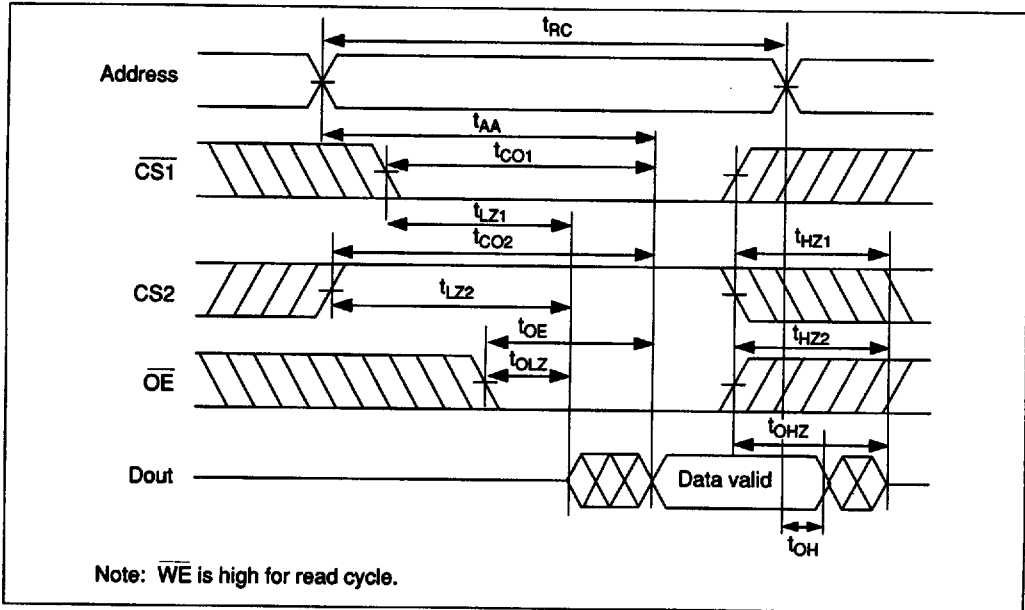 tRC
Address
tAA
CS1
tCO1
tLZ1
tCO2
tHZ1
CS2
tLZ2
tOE
tHZ2
OE
tOLZ
tOHZ
Dout
Data valid
tOH
Note: WE is high for read cycle.